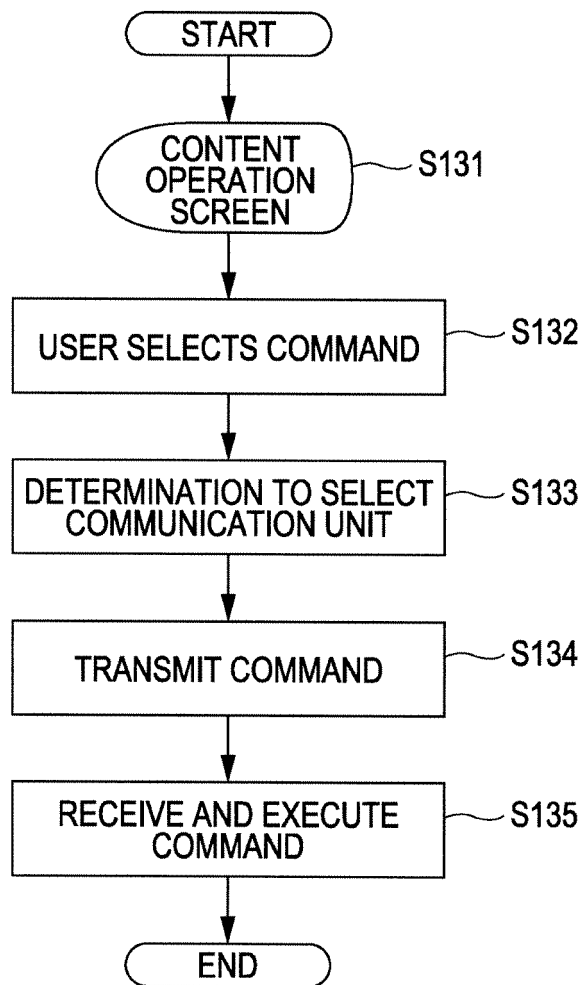 START
CONTENT
OPERATION
SCREEN
S131
USER SELECTS COMMAND
S132
DETERMINATION TO SELECT
COMMUNICATION UNIT
S133
TRANSMIT COMMAND
S134
RECEIVE AND EXECUTE
COMMAND
S135
END